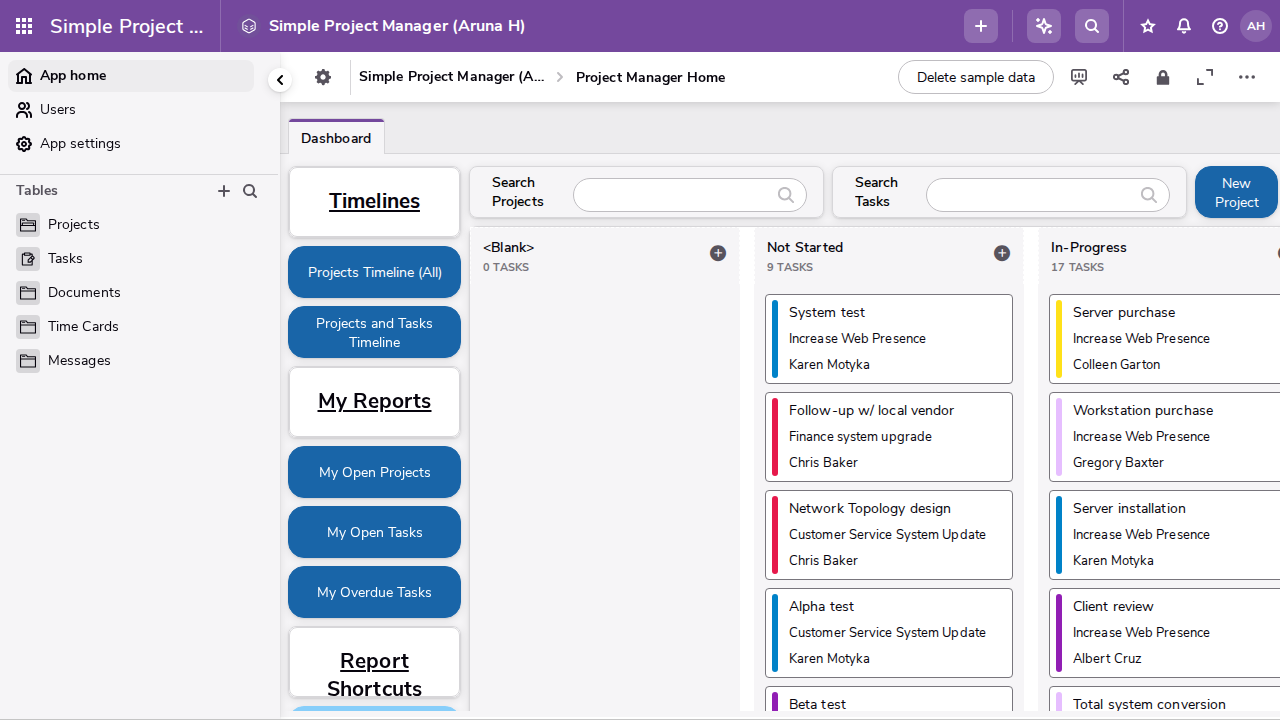 Simple Project ...
Simple Project Manager (Aruna H)
AH
App home
Users
App settings
Tables
Projects
Tasks
Documents
Time Cards
Messages
Simple Project Manager (A...
Project Manager Home
Delete sample data
Dashboard
Timelines
Projects Timeline (All)
Projects and Tasks
Timeline
My Reports
My Open Projects
My Open Tasks
My Overdue Tasks
Report
Shortcuts
Search
Projects
Search
Tasks
New
Project
<Blank>
0 TASKS
Not Started
9 TASKS
System test
Increase Web Presence
Karen Motyka
Follow-up w/ local vendor
Finance system upgrade
Chris Baker
Network Topology design
Customer Service System Update
Chris Baker
Alpha test
Customer Service System Update
Karen Motyka
Beta test
In-Progress
17 TASKS
Server purchase
Increase Web Presence
Colleen Garton
Workstation purchase
Increase Web Presence
Gregory Baxter
Server installation
Increase Web Presence
Karen Motyka
Client review
Increase Web Presence
Albert Cruz
Total system conversion